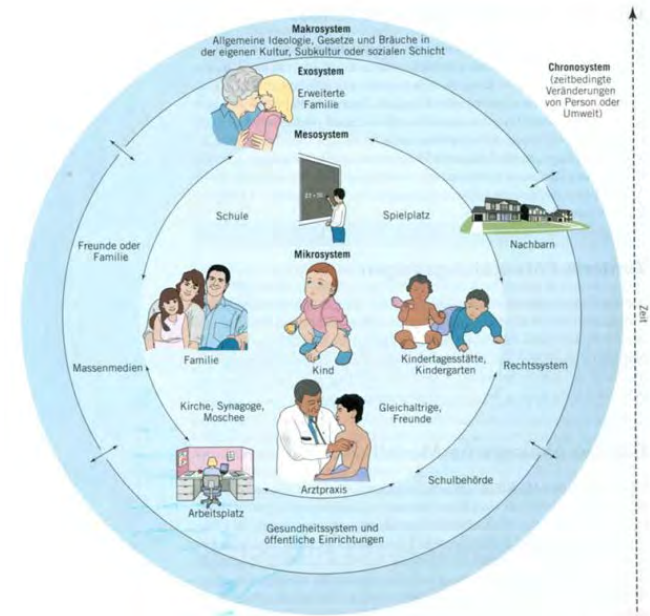 Makrosystem
Allgemeine Ideologie, Gesetze und Bräuche in
der eigenen Kultur, Subkultur oder sozialen Schicht
Exosystem
Erweiterte
Familie
Chronosystem
(zeitbedingte
Veränderungen
von Person oder
Umwelt)
Mesosystem
Schule
Spielplatz
Freunde oder
Familie
Nachbarn
Mikrosystem
Zeit
Familie
Kind
Kindertagesstätte,
Kindergarten
Massenmedien
Rechtssystem
Kirche, Synagoge,
Moschee
Gleichaltrige,
Freunde
Arztpraxis
Schulbehörde
Arbeitsplatz
Gesundheitssystem und
öffentliche Einrichtungen